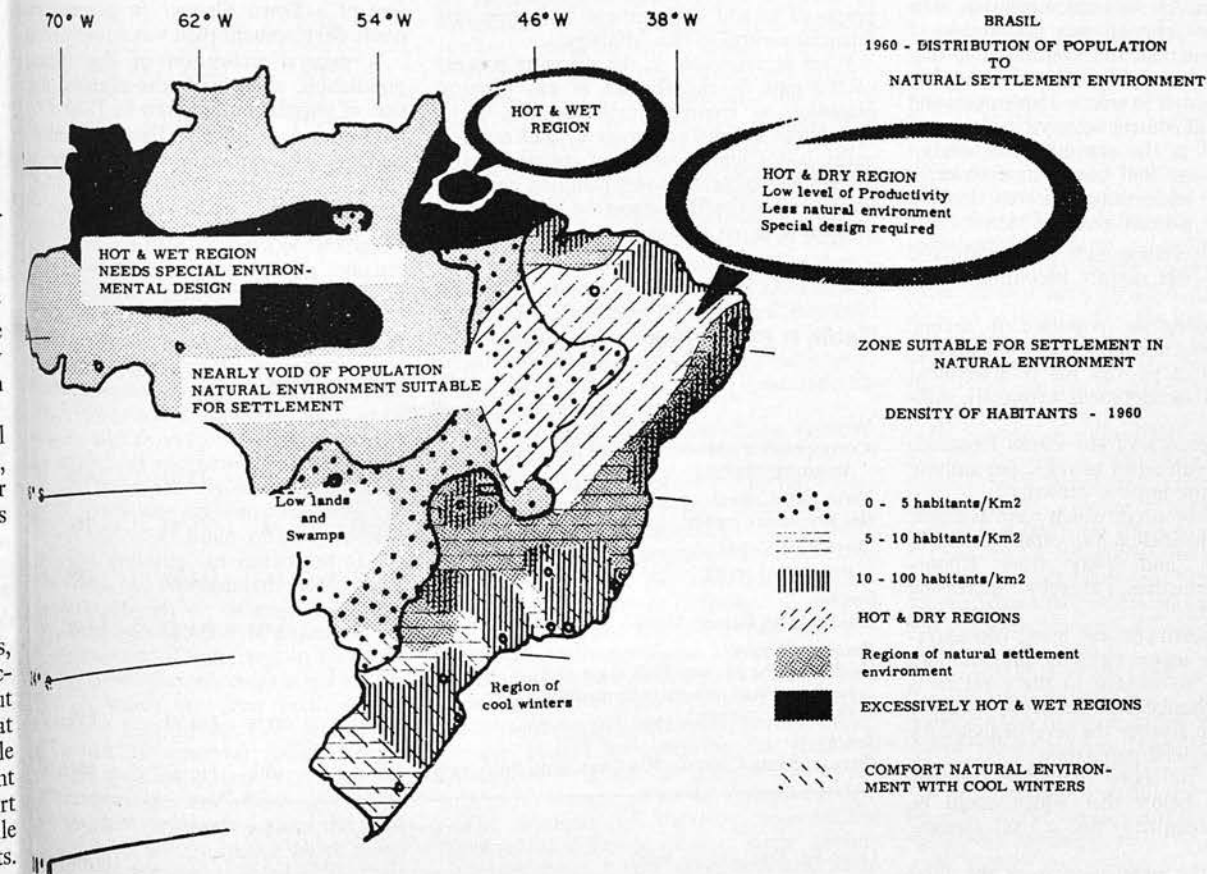 70°W
62°W
54°W
46°W
38°W
BRASIL
1960 - DISTRIBUTION OF POPULATION
TO
NATURAL SETTLEMENT ENVIRONMENT
HOT & WET
REGION
HOT & DRY REGION
Low level of Productivity
Less natural environment
Special design required
HOT & WET REGION
NEEDS SPECIAL ENVIRON-
MENTAL DESIGN
NEARLY VOID OF POPULATION
NATURAL ENVIRONMENT SUITABLE
FOR SETTLEMENT
Low lands
and
Swamps
Region of
cool winters
ZONE SUITABLE FOR SETTLEMENT IN
NATURAL ENVIRONMENT
DENSITY OF HABITANTS - 1960
0 - 5 habitants/Km2
5 - 10 habitants/Km2
10 - 100 habitants/km2
HOT & DRY REGIONS
Regions of natural settlement
environment
EXCESSIVELY HOT & WET REGIONS
COMFORT NATURAL ENVIRON-
MENT WITH COOL WINTERS